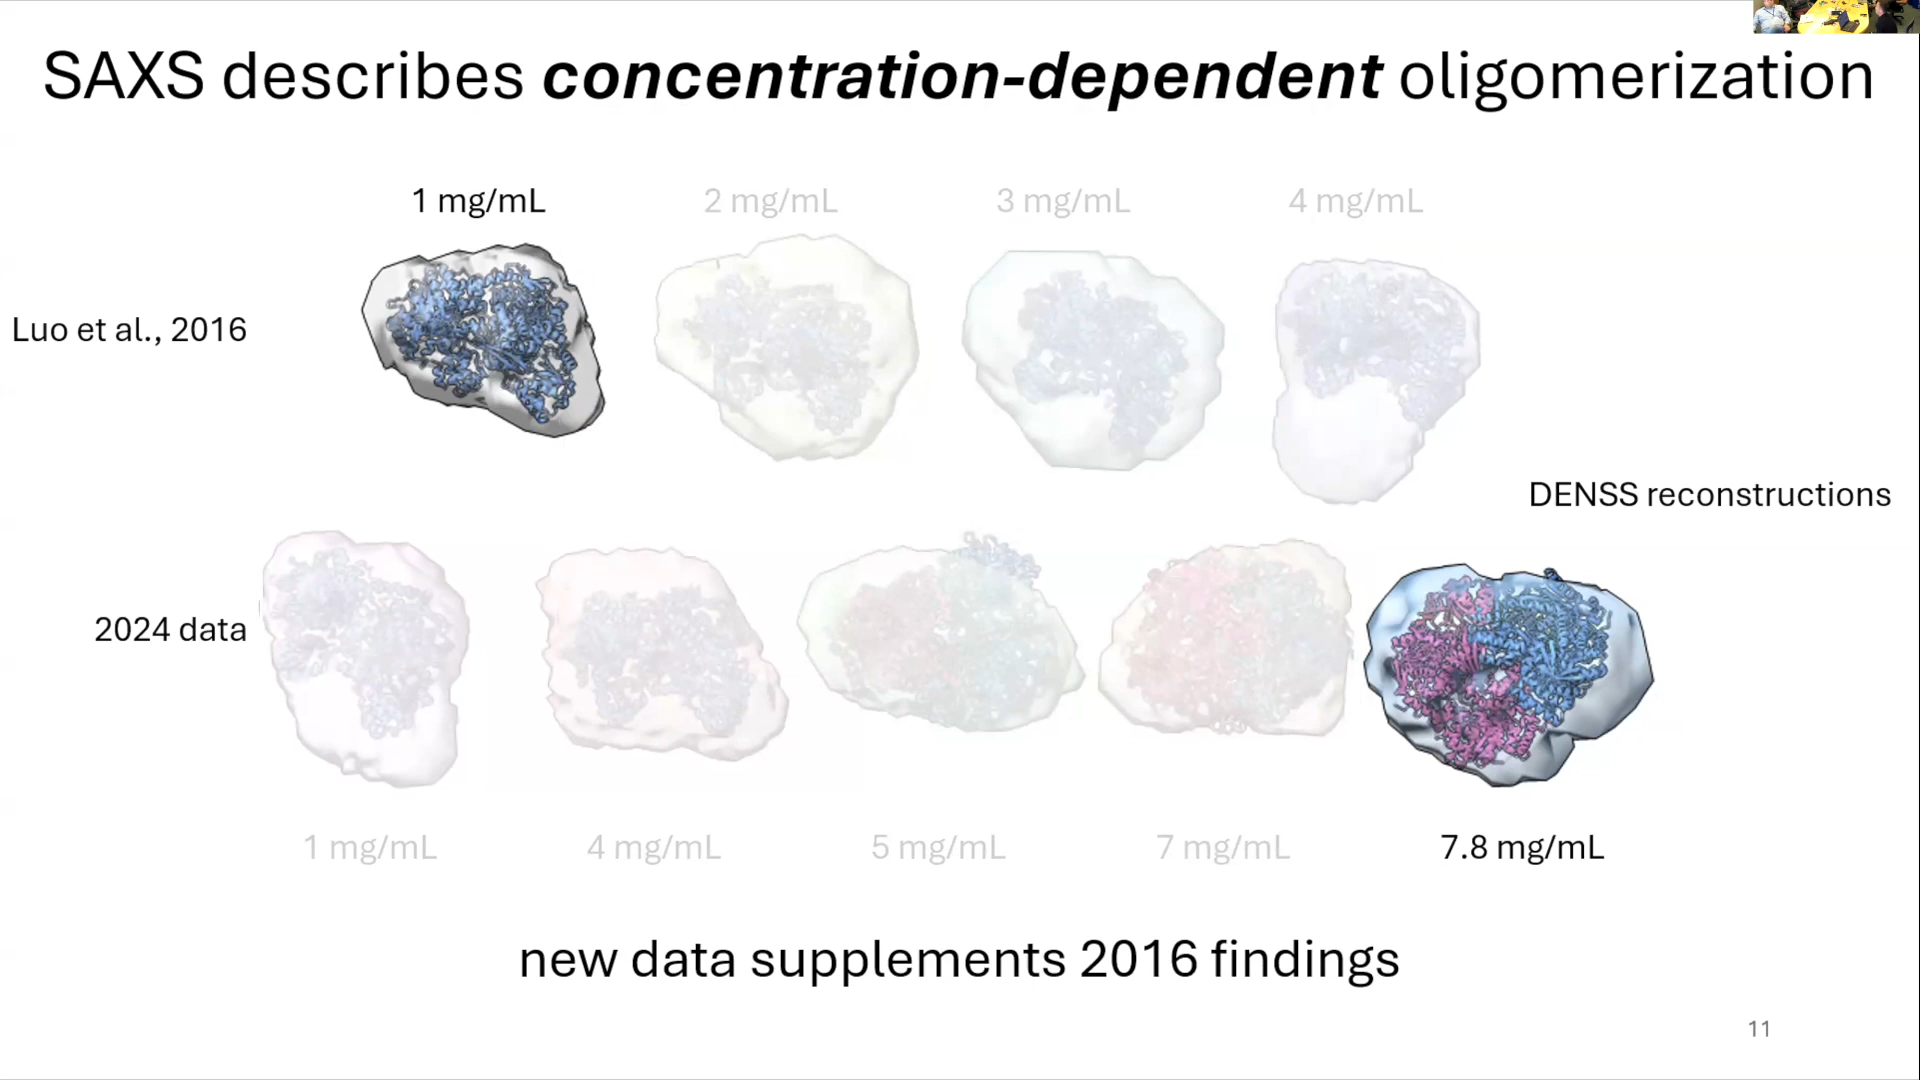 SAXS describes concentration-dependent oligomerization
1 mg/mL
2 mg/mL
3 mg/mL
4 mg/mL
Luo et al., 2016
DENSS reconstructions
2024 data
1 mg/mL
4 mg/mL
5 mg/mL
7 mg/mL
7.8 mg/mL
new data supplements 2016 findings
11